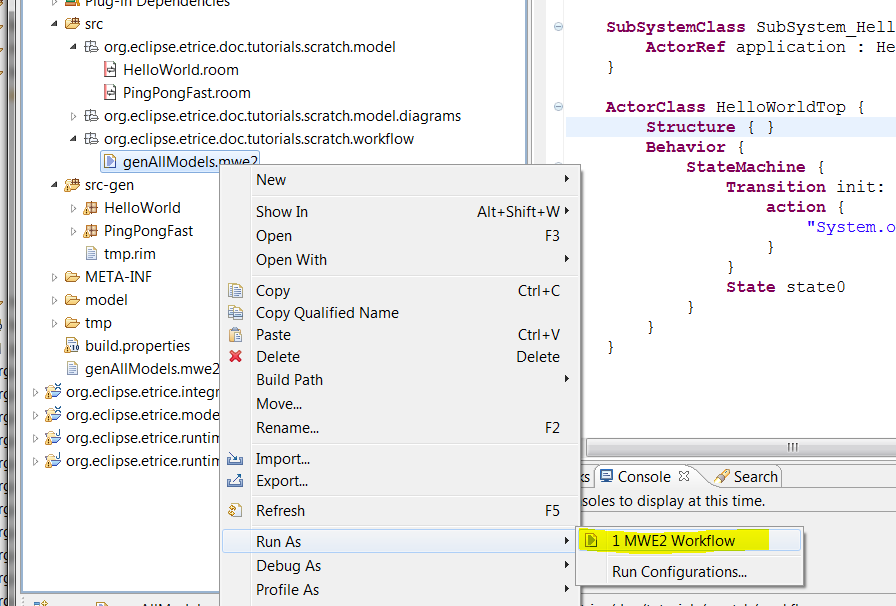 Plug-in Dependencies
src
org.eclipse.etrice.doc.tutorials.scratch.model
HelloWorld.room
PingPongFast.room
org.eclipse.etrice.doc.tutorials.scratch.model.diagrams
org.eclipse.etrice.doc.tutorials.scratch.workflow
genAllModels.mwe2
src-gen
HelloWorld
PingPongFast
tmp.rim
META-INF
model
tmp
build.properties
genAllModels.mwe2
org.eclipse.etrice.integr
org.eclipse.etrice.mode
org.eclipse.etrice.runtim
org.eclipse.etrice.runtim
New
Show In Alt+Shift+W
Open F3
Open With
Copy Ctrl+C
Copy Qualified Name
Paste Ctrl+V
Delete Delete
Build Path
Move...
Rename... F2
Import...
Export...
Refresh F5
Run As
Debug As
Profile As
1 MWE2 Workflow
Run Configurations...
SubSystemClass SubSystem_Hell
ActorRef application : He
}
ActorClass HelloWorldTop {
Structure { }
Behavior {
StateMachine {
Transition init:
action {
"System.o
}
}
State state0
}
}
}
Console Search
soles to display at this time.